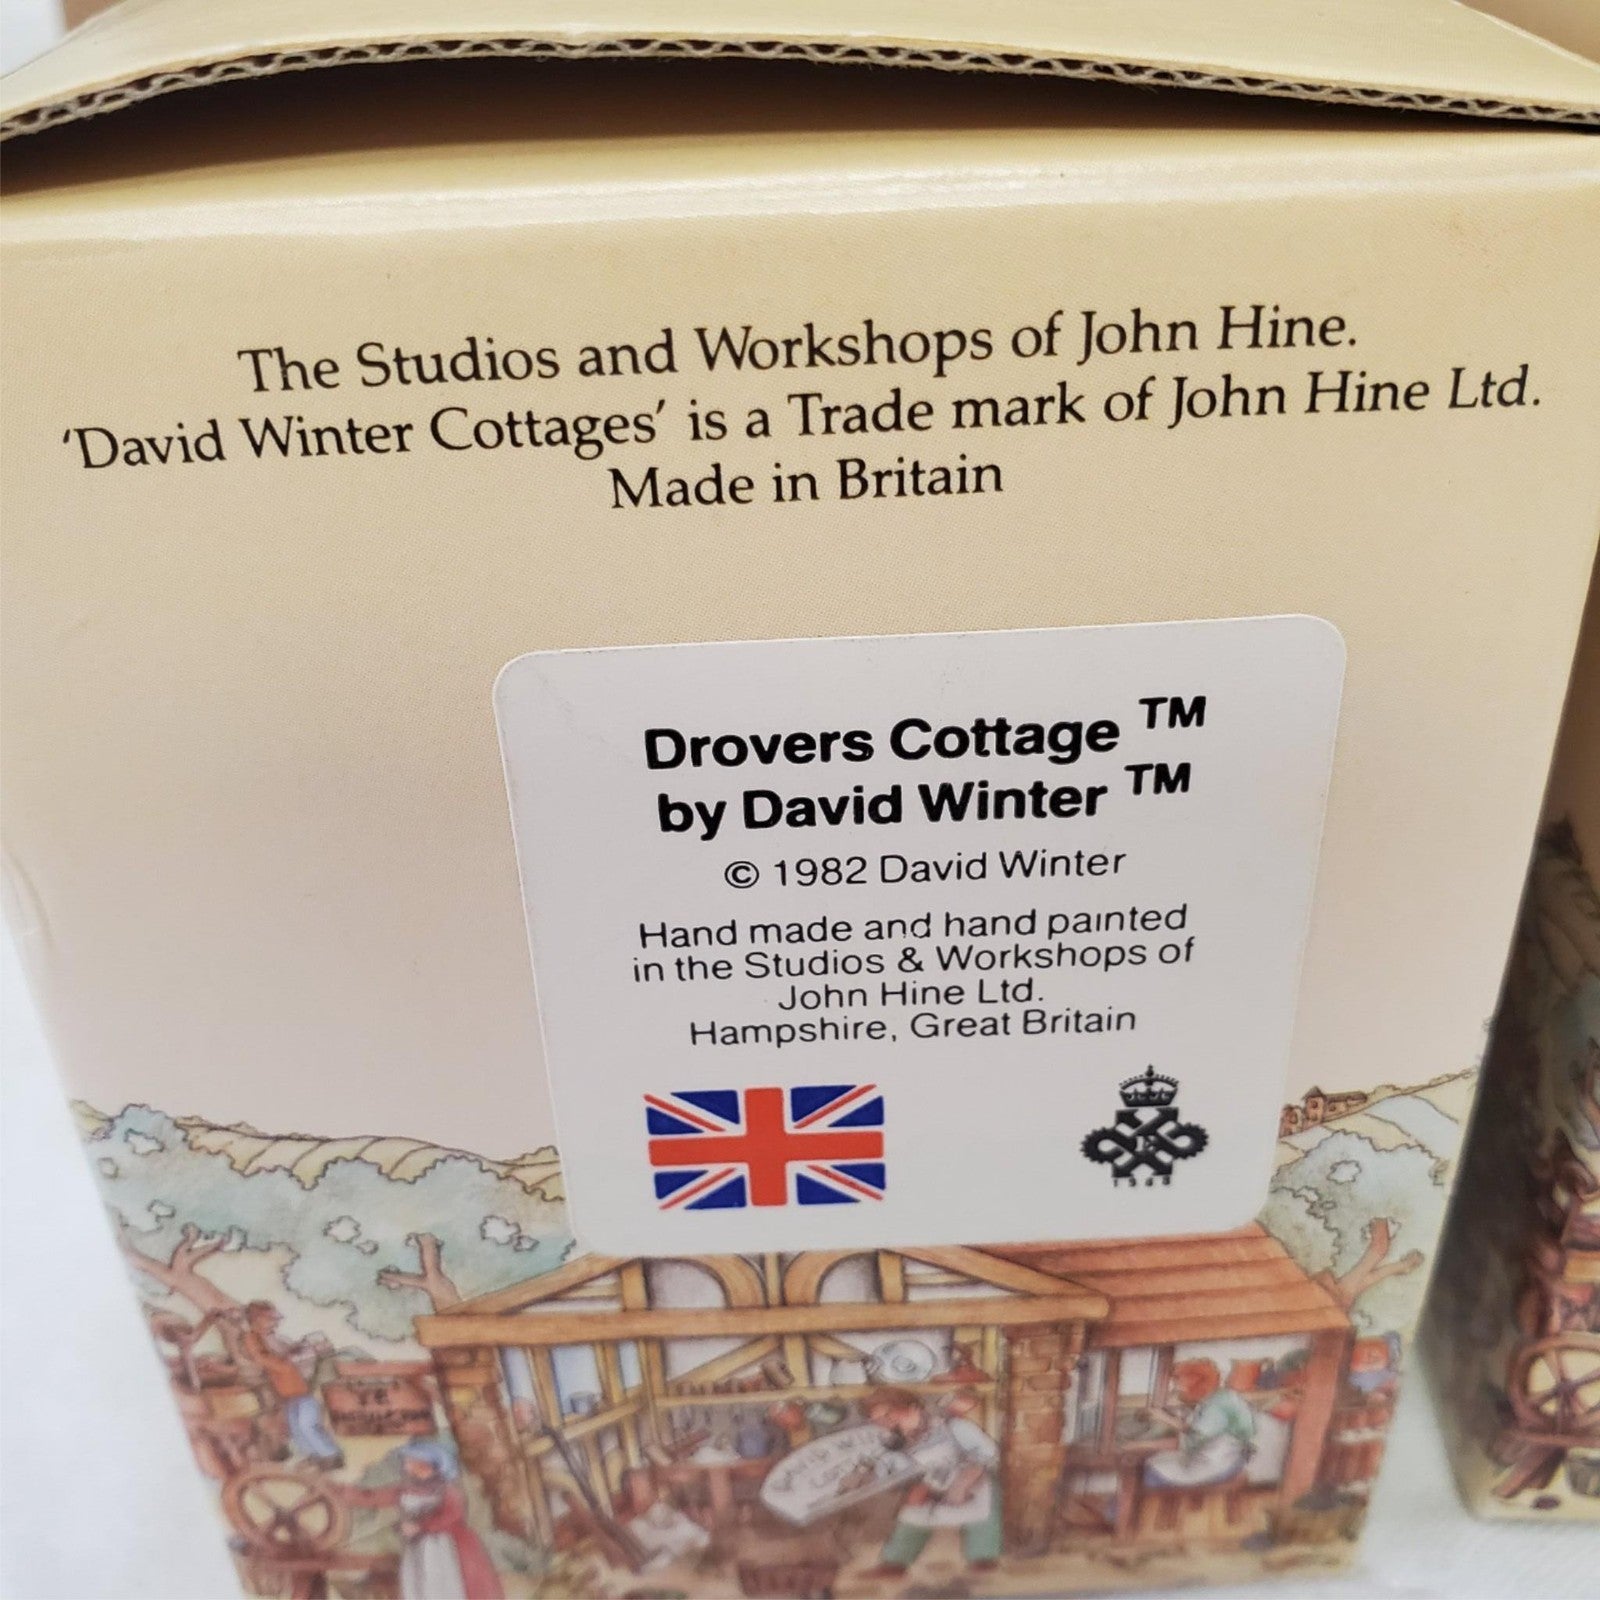 The Studios and Workshops of John Hine.
'David Winter Cottages' is a Trade mark of John Hine Ltd.
Made in Britain
Drovers Cottage ™
by David Winter ™
© 1982 David Winter
Hand made and hand painted
in the Studios & Workshops of
John Hine Ltd.
Hampshire, Great Britain